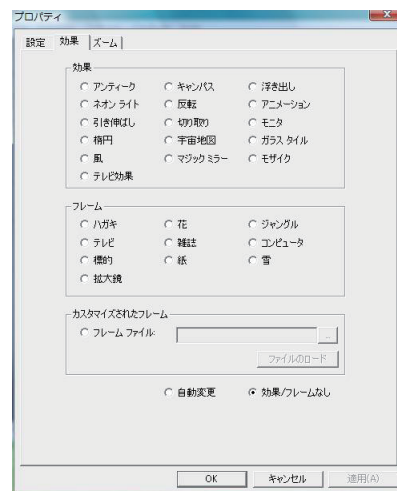 プロパティ
設定 効果 ズーム
効果
アンティーク キャンバス 浮き出し
ネオン ライト 反転 アニメーション
引き伸ばし 切り取り モニタ
楕円 宇宙地図 ガラス タイル
風 マジック ミラー モザイク
テレビ効果
フレーム
ハガキ 花 ジャングル
テレビ 雑誌 コンピュータ
標的 紙 雪
拡大鏡
カスタマイズされたフレーム
フレーム ファイル: ...
ファイルのロード
自動変更 効果/フレームなし
OK キャンセル 適用(A)